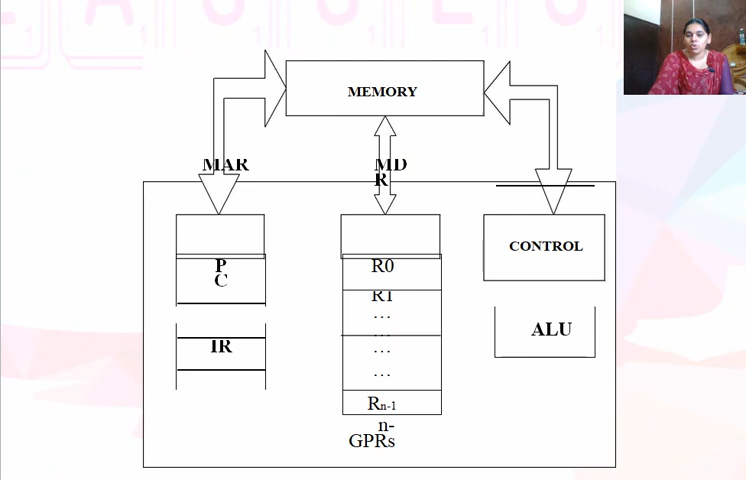 MEMORY
MAR
MD
R
P
C
R0
CONTROL
R1
...
...
IR
...
ALU
...
Rn-1
n-
GPRs